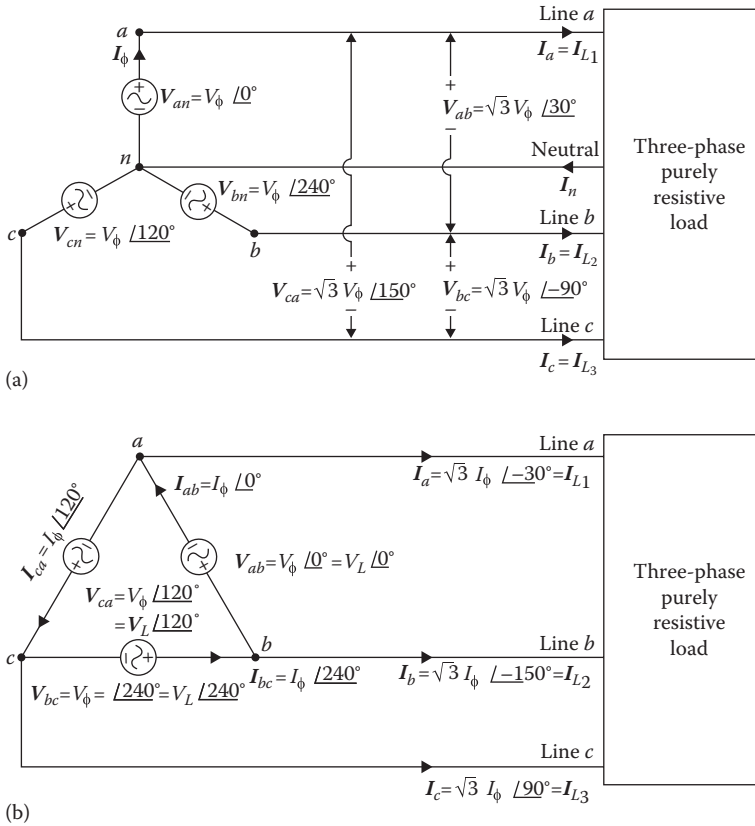 Line a
a
I_ϕ
I_a = I_L1
+
V_an = V_ϕ /0°
−
+
V_ab = √3 V_ϕ /30°
−
n
Neutral
I_n
Three-phase
purely
resistive
load
V_bn = V_ϕ /240°
+ −
− +
c
V_cn = V_ϕ /120°
b
Line b
I_b = I_L2
+
V_ca = √3 V_ϕ /150°
−
+
V_bc = √3 V_ϕ /−90°
−
Line c
I_c = I_L3
(a)
a
Line a
I_ab = I_ϕ /0°
I_a = √3 I_ϕ /−30° = I_L1
I_ca = I_ϕ /120°
+ −
− +
V_ab = V_ϕ /0° = V_L /0°
V_ca = V_ϕ /120°
= V_L /120°
Three-phase
purely
resistive
load
c
− +
b
Line b
V_bc = V_ϕ = /240° = V_L /240°
I_bc = I_ϕ /240°
I_b = √3 I_ϕ /−150° = I_L2
Line c
I_c = √3 I_ϕ /90° = I_L3
(b)